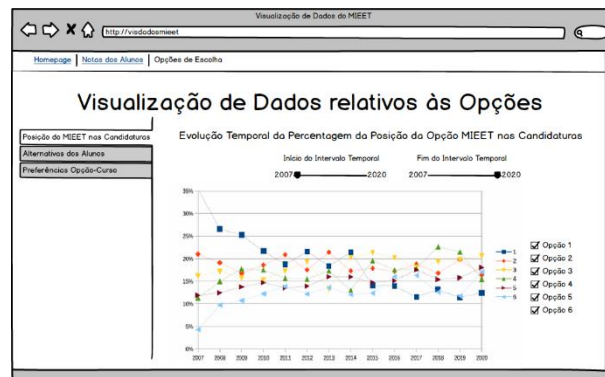 Visualização de Dados do MIEET
http://visdadosmieet
Homepage | Notas dos Alunos | Opções de Escolha
Visualização de Dados relativos às Opções
Posição do MIEET nas Candidaturas
Alternativas dos Alunos
Preferências Opção-Curso
Evolução Temporal da Percentagem da Posição da Opção MIEET nas Candidaturas
Início do Intervalo Temporal
Fim do Intervalo Temporal
2007 2020
2007 2020
35%
30%
25%
20%
15%
10%
5%
0%
2007 2008 2009 2010 2011 2012 2013 2014 2015 2016 2017 2018 2019 2020
1
2
3
4
5
6
Opção 1
Opção 2
Opção 3
Opção 4
Opção 5
Opção 6